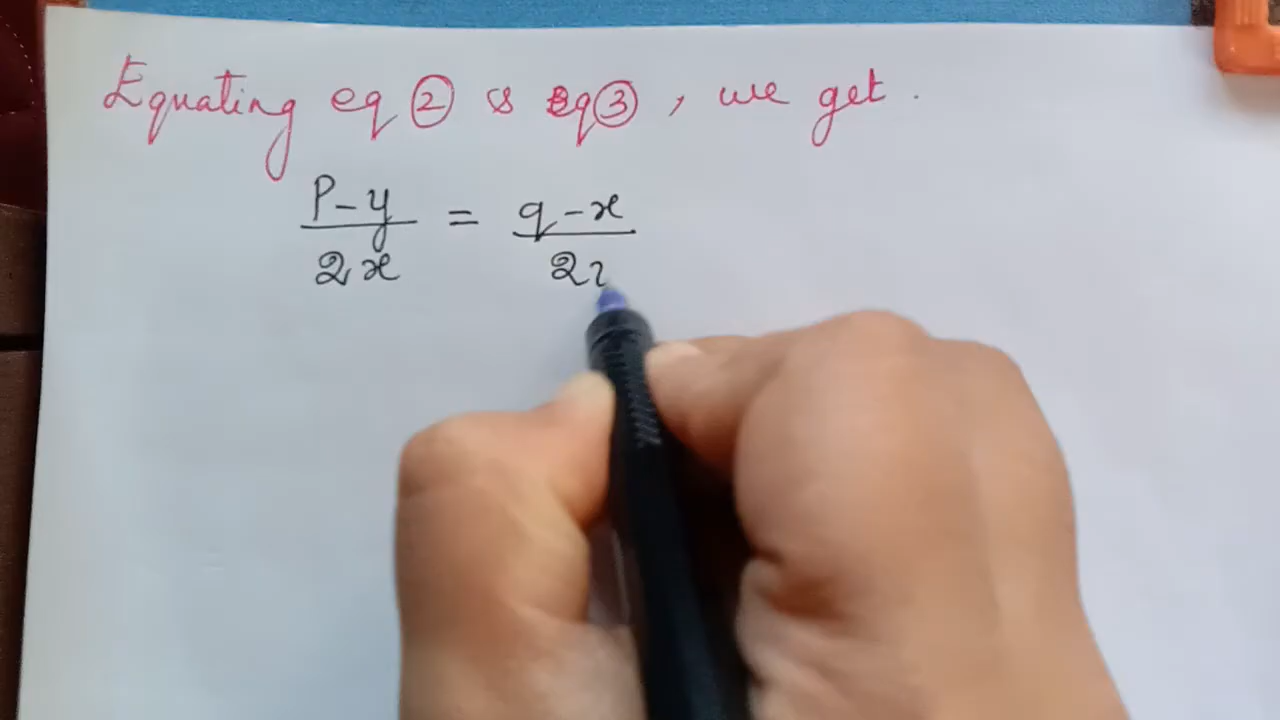 Equating eq ② & eq ③, we get.
P-y/2x = q-x/2